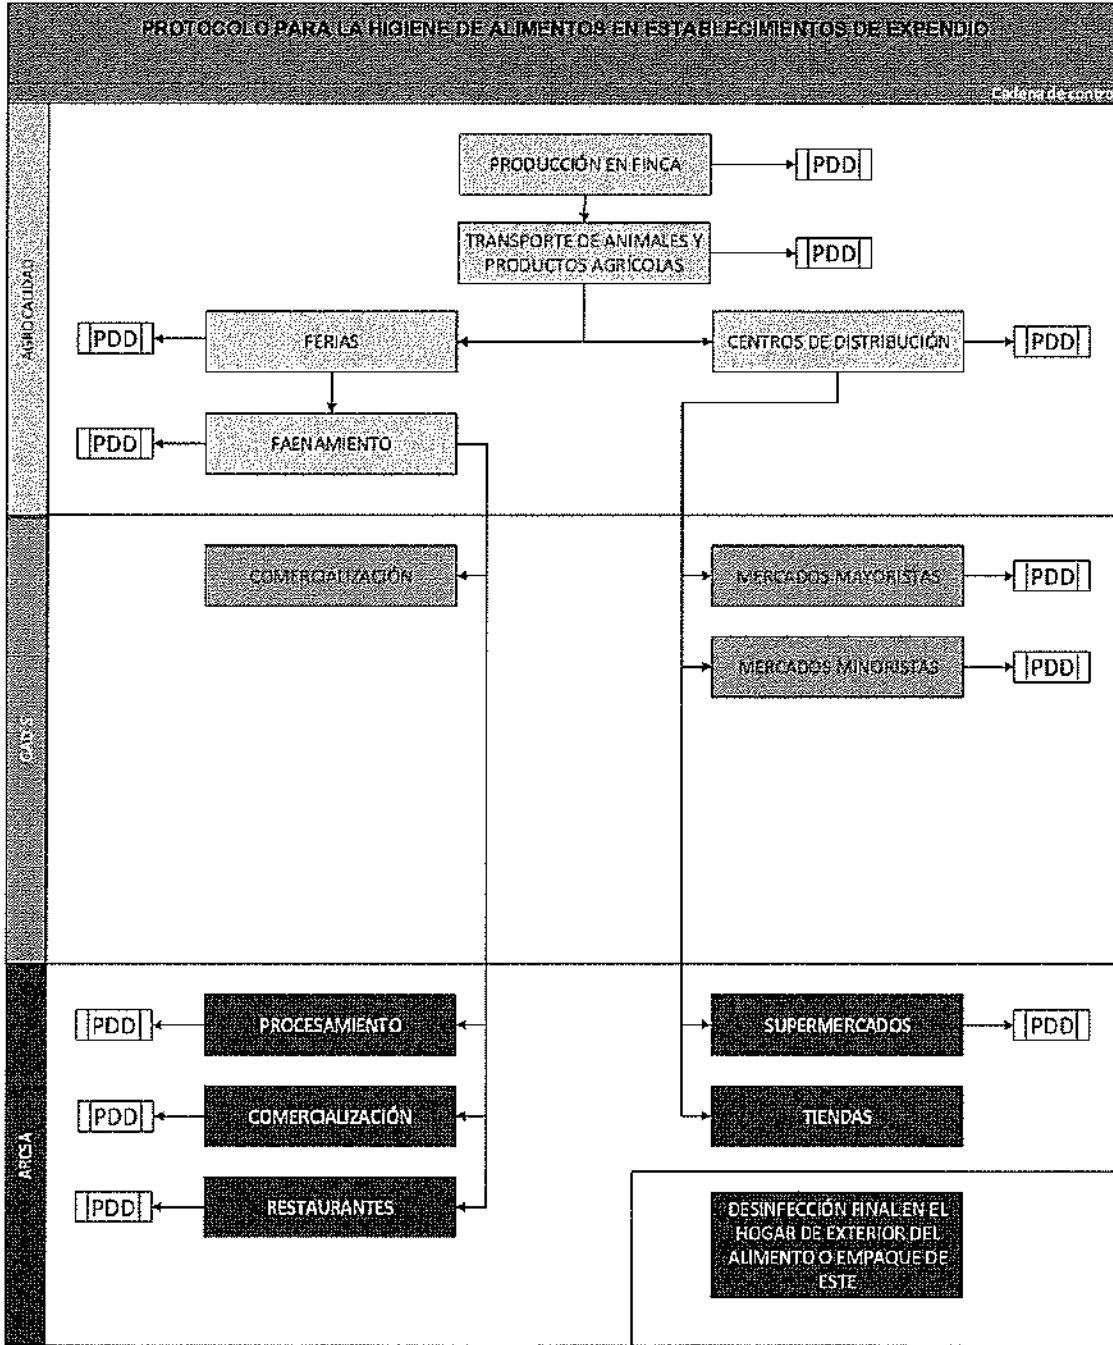 PROTOCOLO PARA LA HIGIENE DE ALIMENTOS EN ESTABLECIMIENTOS DE EXPENDIO
Cadena de contro
AGROCALIDAD
PRODUCCIÓN EN FINCA
PDD
TRANSPORTE DE ANIMALES Y
PRODUCTOS AGRÍCOLAS
PDD
PDD
FERIAS
CENTROS DE DISTRIBUCIÓN
PDD
PDD
FAENAMIENTO
GAD'S
COMERCIALIZACIÓN
MERCADOS MAYORISTAS
PDD
MERCADOS MINORISTAS
PDD
ARCSA
PDD
PROCESAMIENTO
SUPERMERCADOS
PDD
PDD
COMERCIALIZACIÓN
TIENDAS
PDD
RESTAURANTES
DESINFECCIÓN FINAL EN EL
HOGAR DE EXTERIOR DEL
ALIMENTO O EMPAQUE DE
ESTE